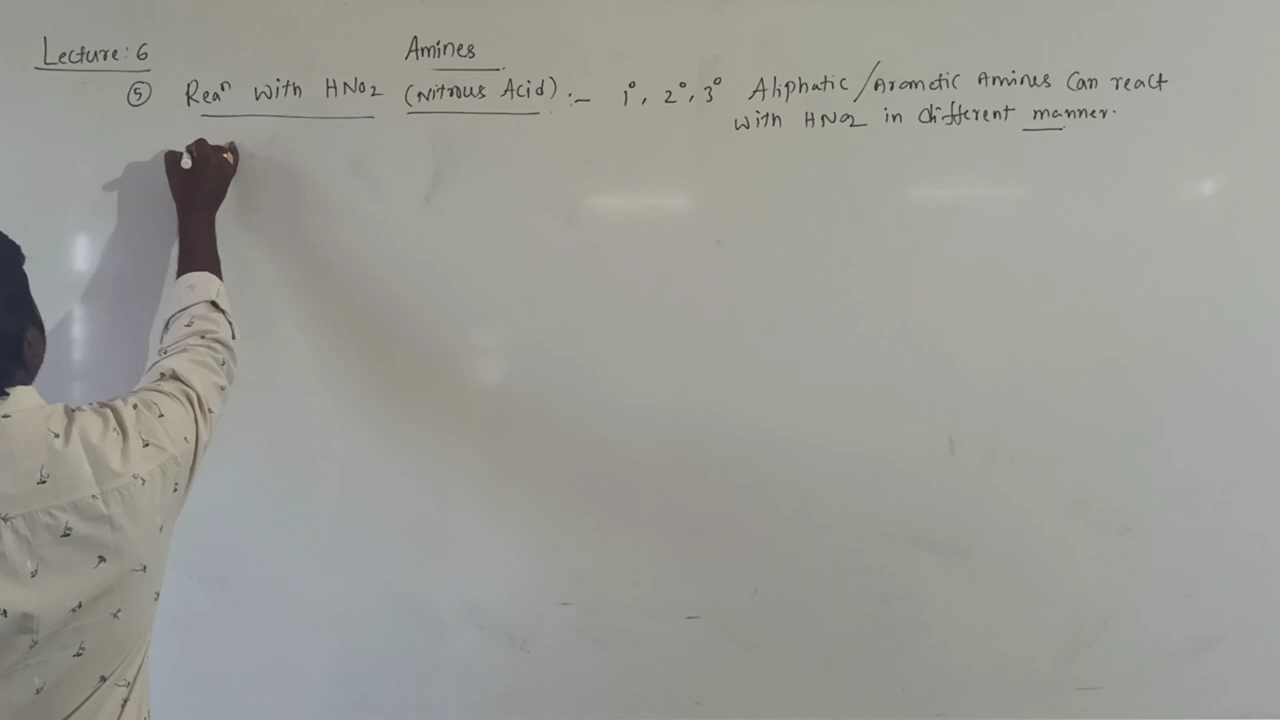 Lecture: 6
Amines
⑤ Reaⁿ with HNO2 (Nitrous Acid) :- 1°, 2°, 3° Aliphatic/Aromatic Amines Can react
with HNO2 in different manner.